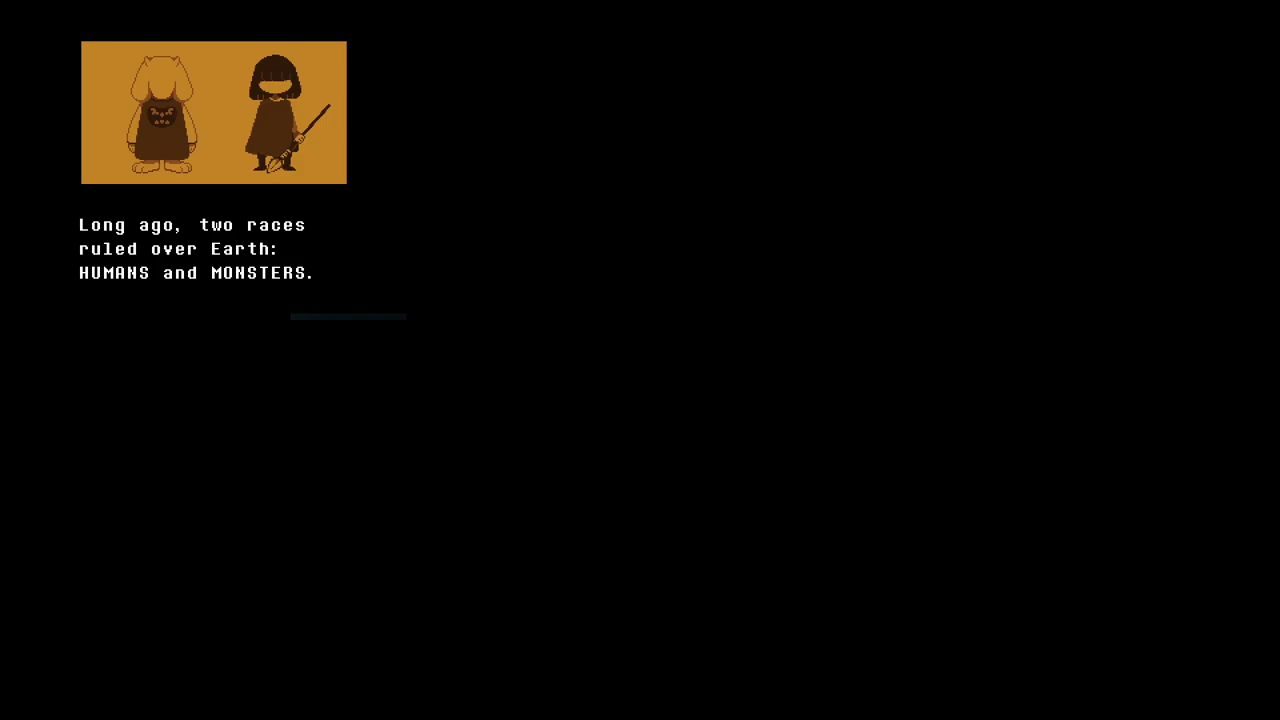 Long ago, two races
ruled over Earth:
HUMANS and MONSTERS.